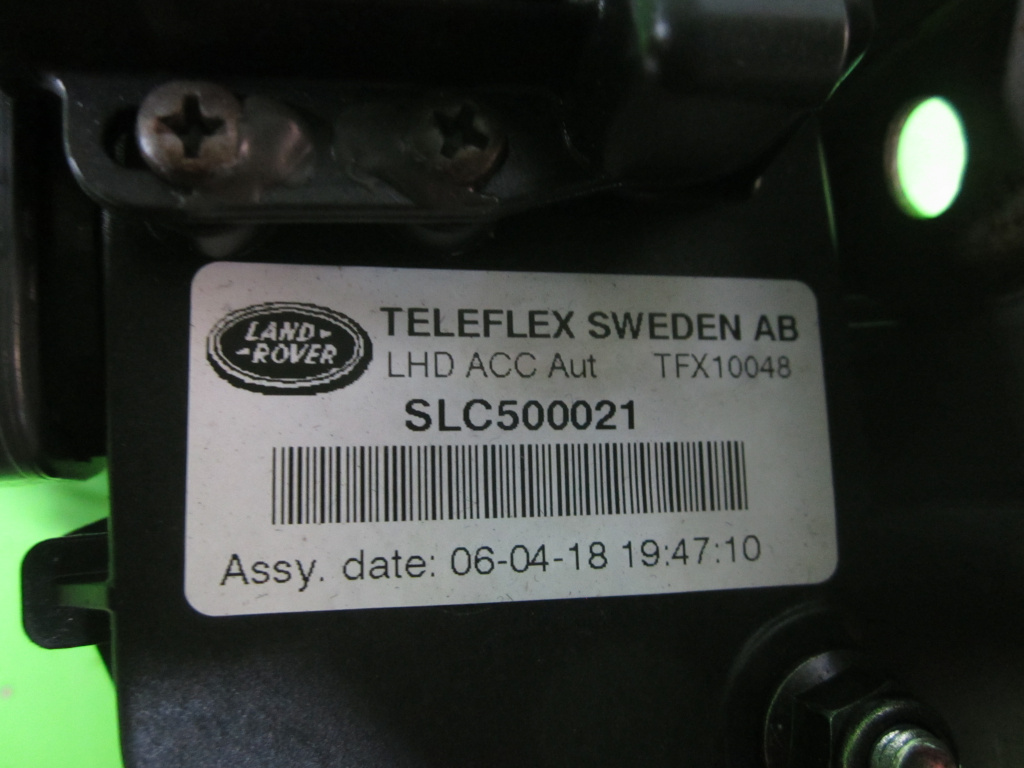 LAND-
-ROVER
TELEFLEX SWEDEN AB
LHD ACC Aut TFX10048
SLC500021
Assy. date: 06-04-18 19:47:10